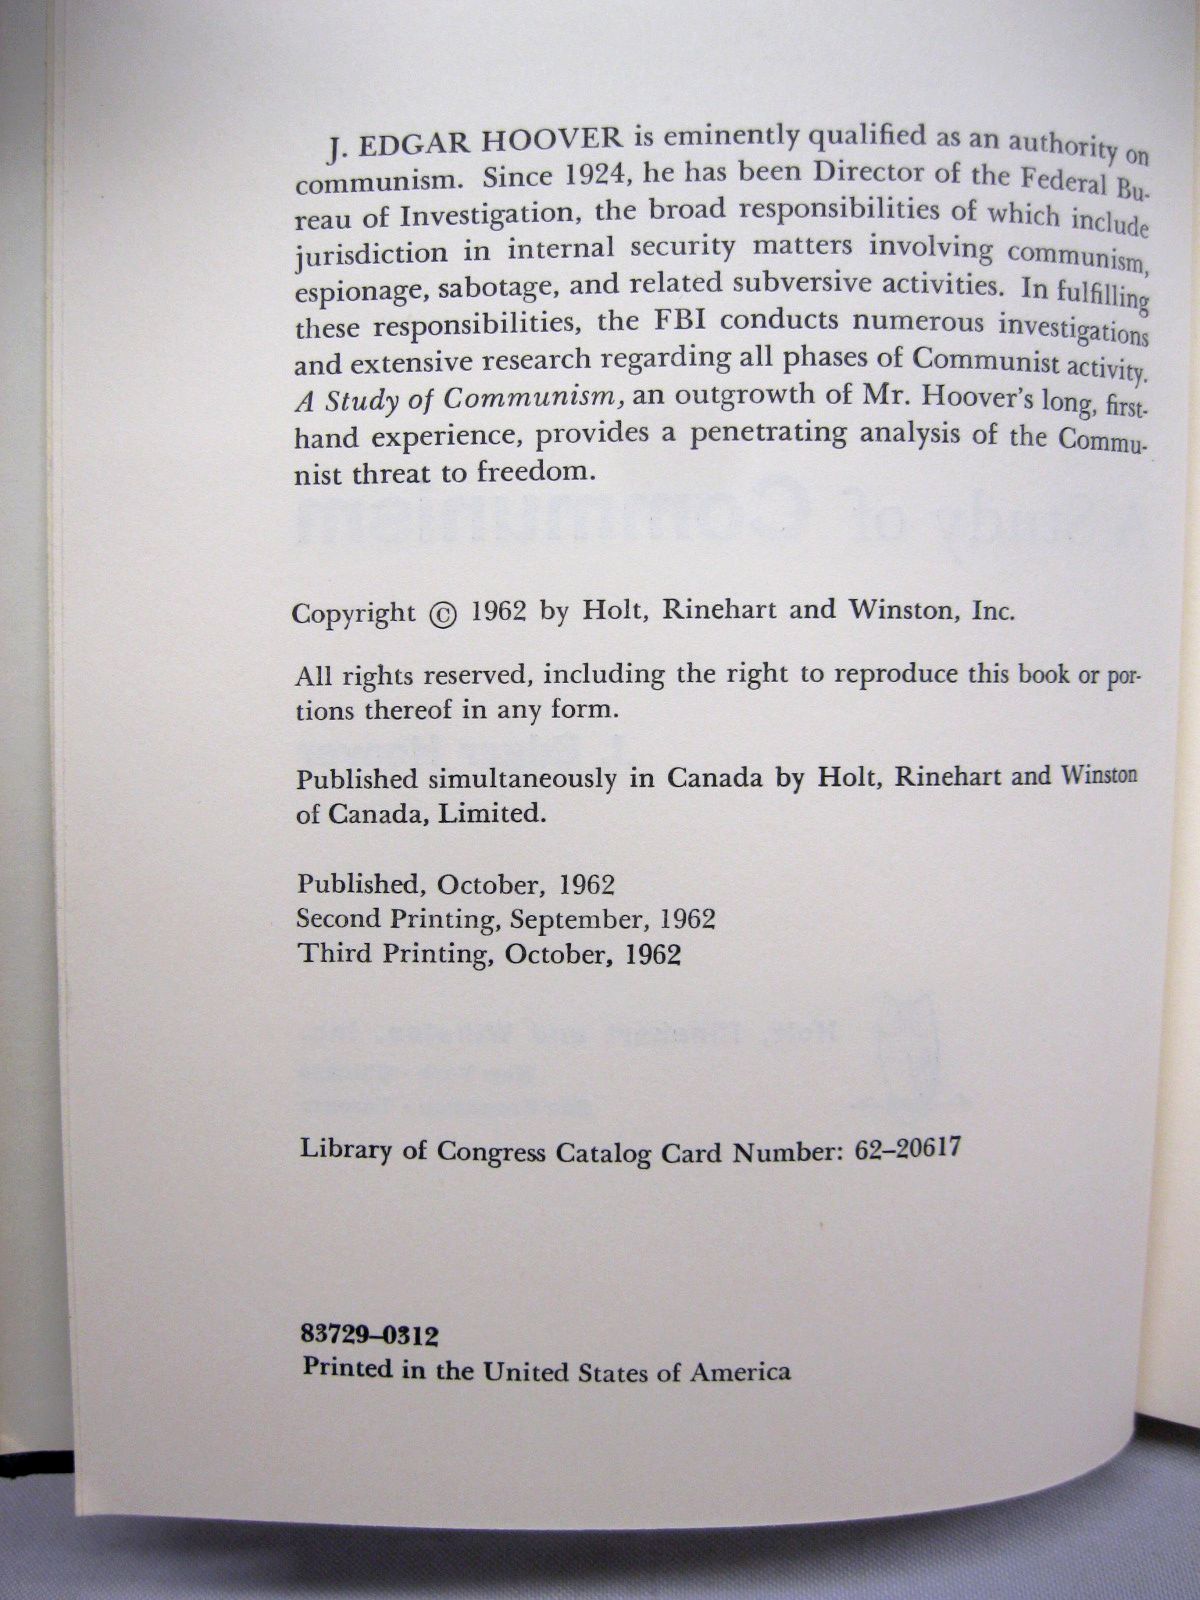 J. EDGAR HOOVER is eminently qualified as an authority on
communism. Since 1924, he has been Director of the Federal Bu-
reau of Investigation, the broad responsibilities of which include
jurisdiction in internal security matters involving communism,
espionage, sabotage, and related subversive activities. In fulfilling
these responsibilities, the FBI conducts numerous investigations
and extensive research regarding all phases of Communist activity.
A Study of Communism, an outgrowth of Mr. Hoover's long, first-
hand experience, provides a penetrating analysis of the Commu-
nist threat to freedom.
Copyright © 1962 by Holt, Rinehart and Winston, Inc.
All rights reserved, including the right to reproduce this book or por-
tions thereof in any form.
Published simultaneously in Canada by Holt, Rinehart and Winston
of Canada, Limited.
Published, October, 1962
Second Printing, September, 1962
Third Printing, October, 1962
Library of Congress Catalog Card Number: 62–20617
83729–0312
Printed in the United States of America